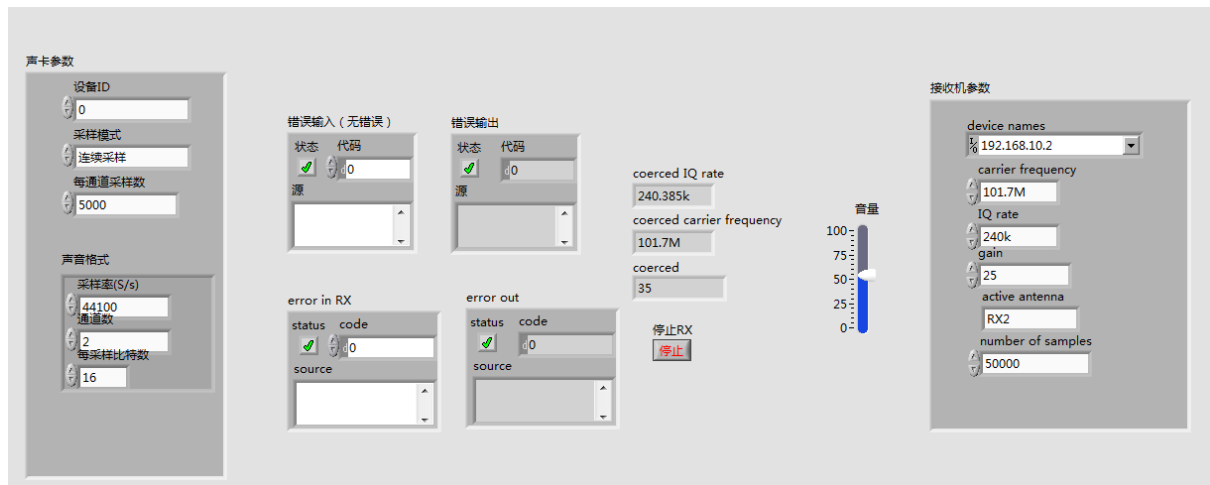 声卡参数
设备ID
0
采样模式
连续采样
每通道采样数
5000
声音格式
采样率(S/s)
44100
通道数
2
每采样比特数
16
错误输入（无错误）
状态 代码
d0
源
错误输出
状态 代码
d0
源
error in RX
status code
d0
source
error out
status code
d0
source
coerced IQ rate
240.385k
coerced carrier frequency
101.7M
coerced
35
停止RX
停止
音量
100
75
50
25
0
接收机参数
device names
I/0 192.168.10.2
carrier frequency
101.7M
IQ rate
240k
gain
25
active antenna
RX2
number of samples
50000